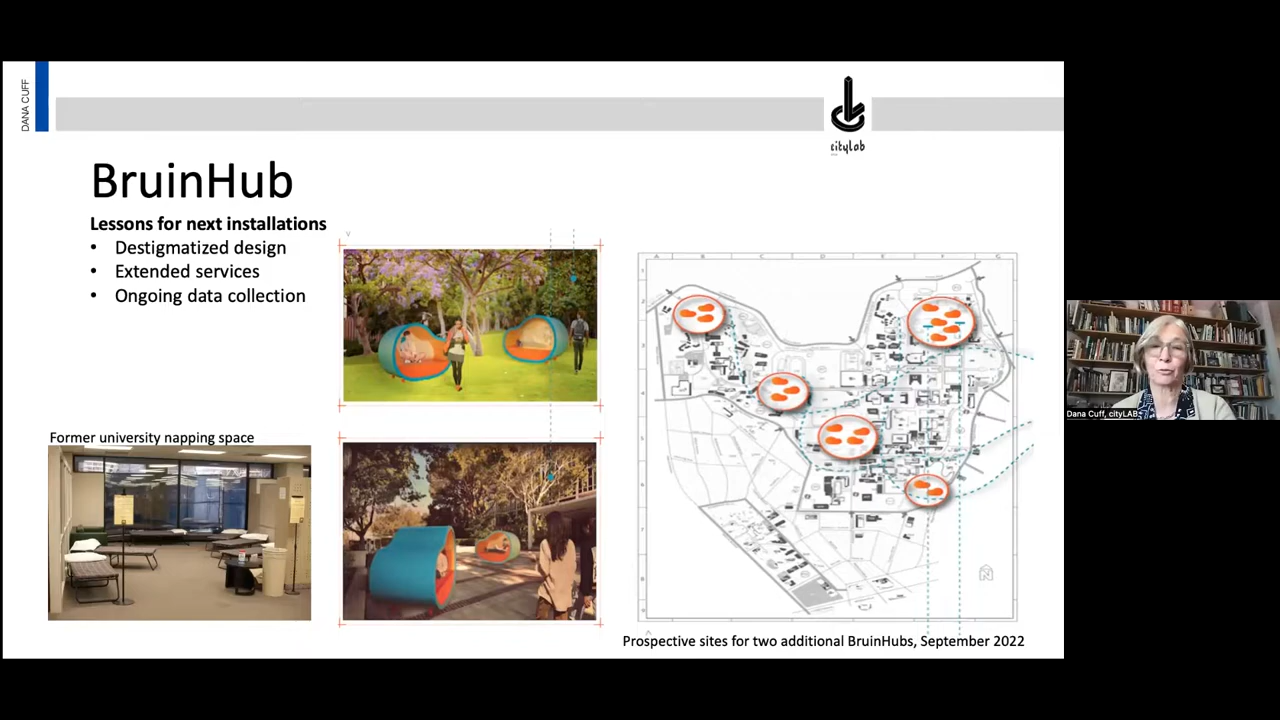 DANA CUFF
cityLab
BruinHub
Lessons for next installations
• Destigmatized design
• Extended services
• Ongoing data collection
Former university napping space
A B C D E F G
Prospective sites for two additional BruinHubs, September 2022
Dana Cuff, cityLAB